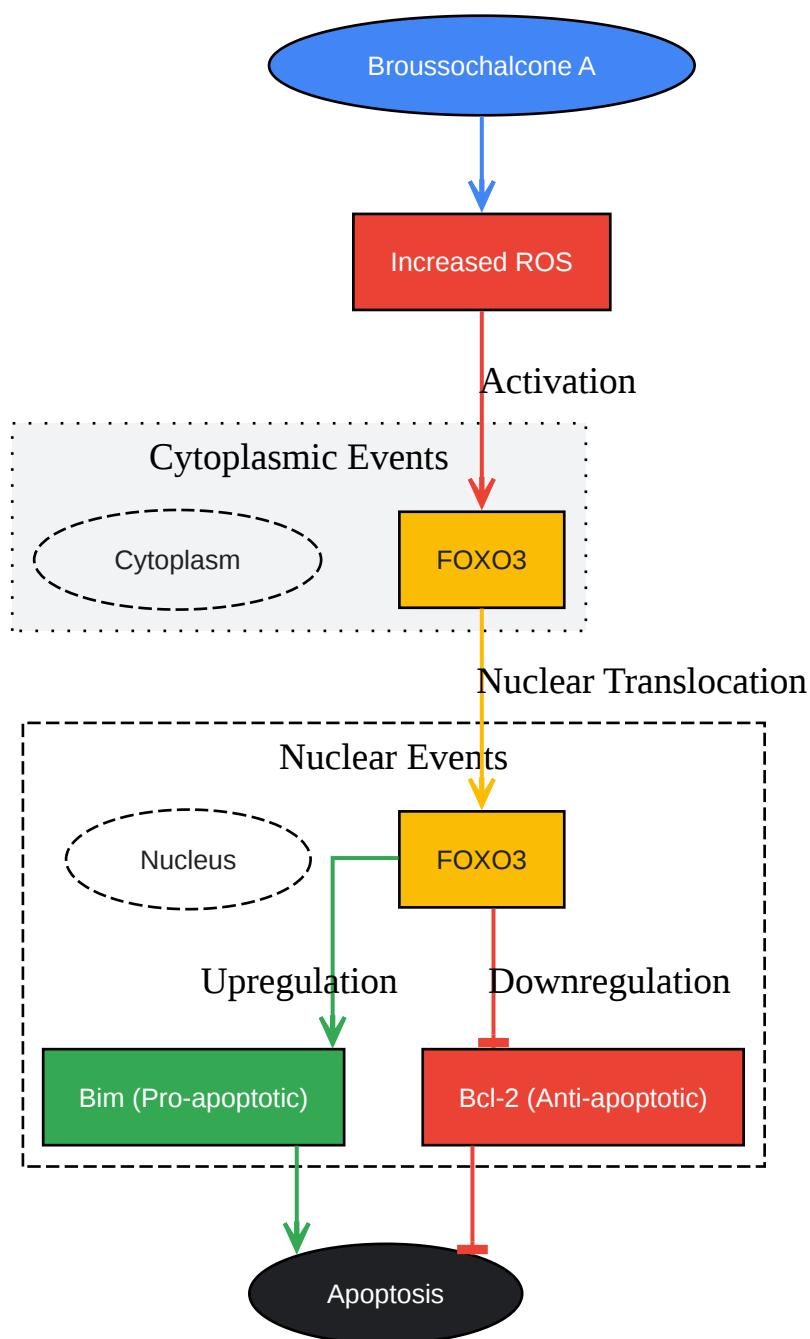 Broussochalcone A
Increased ROS
Activation
Cytoplasmic Events
Cytoplasm
FOXO3
Nuclear Translocation
Nuclear Events
Nucleus
FOXO3
Upregulation
Downregulation
Bim (Pro-apoptotic)
Bcl-2 (Anti-apoptotic)
Apoptosis